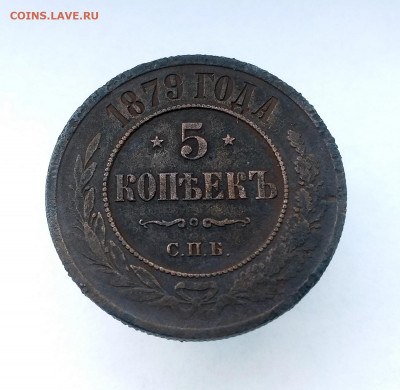 COINS.LAVE.RU
1879 ГОДА
★ 5 ★
КОПѢЕКЪ
С.П.Б.